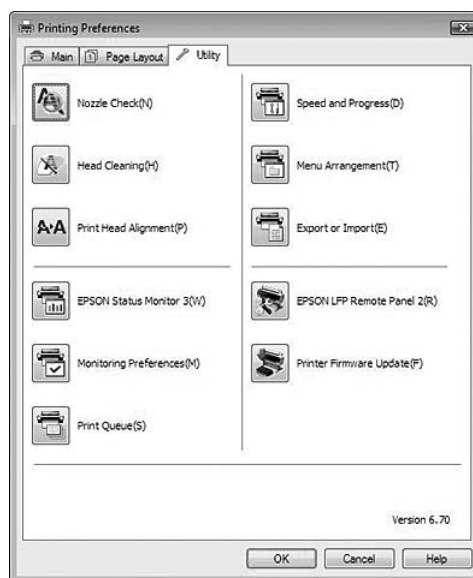 Printing Preferences
Main
Page Layout
Utility
Nozzle Check(N)
Head Cleaning(H)
Print Head Alignment(P)
EPSON Status Monitor 3(W)
Monitoring Preferences(M)
Print Queue(S)
Speed and Progress(D)
Menu Arrangement(T)
Export or Import(E)
EPSON LFP Remote Panel 2(R)
Printer Firmware Update(F)
Version 6.70
OK
Cancel
Help